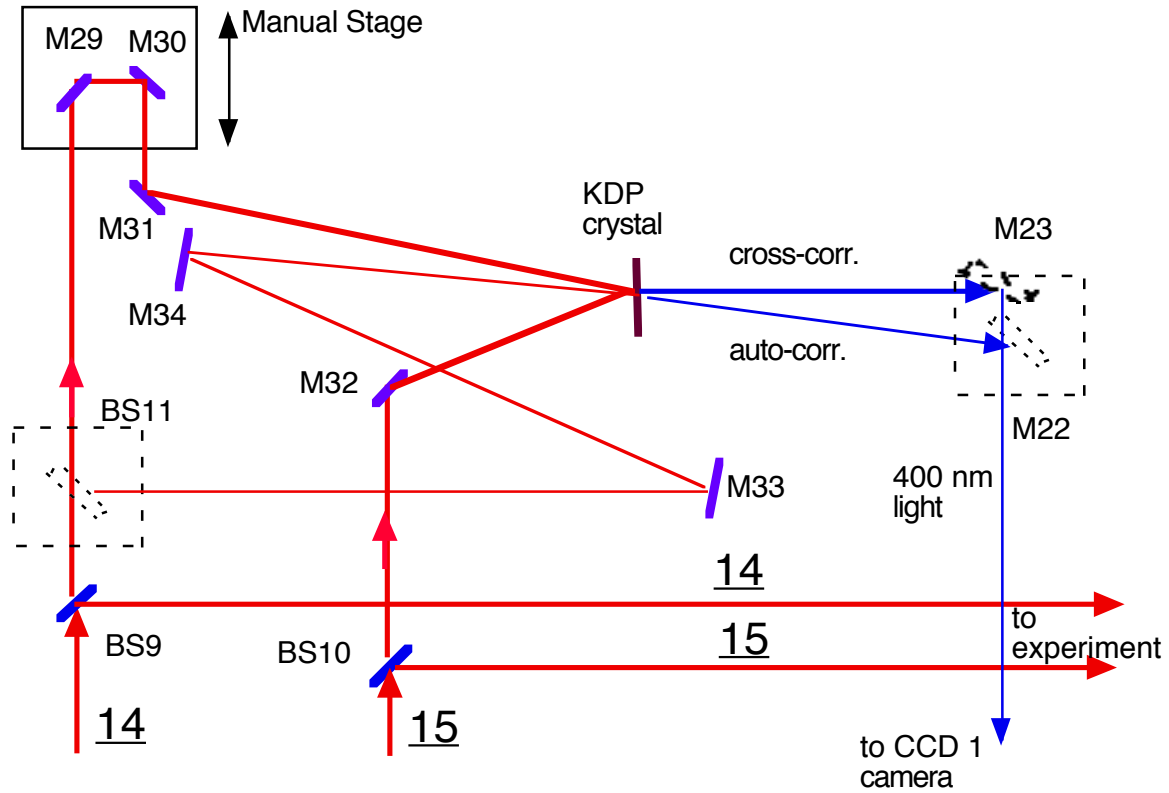 M29
M30
Manual Stage
M31
M34
KDP
crystal
M23
cross-corr.
auto-corr.
M32
M22
BS11
M33
400 nm
light
14
15
to
experiment
BS9
BS10
14
15
to CCD 1
camera